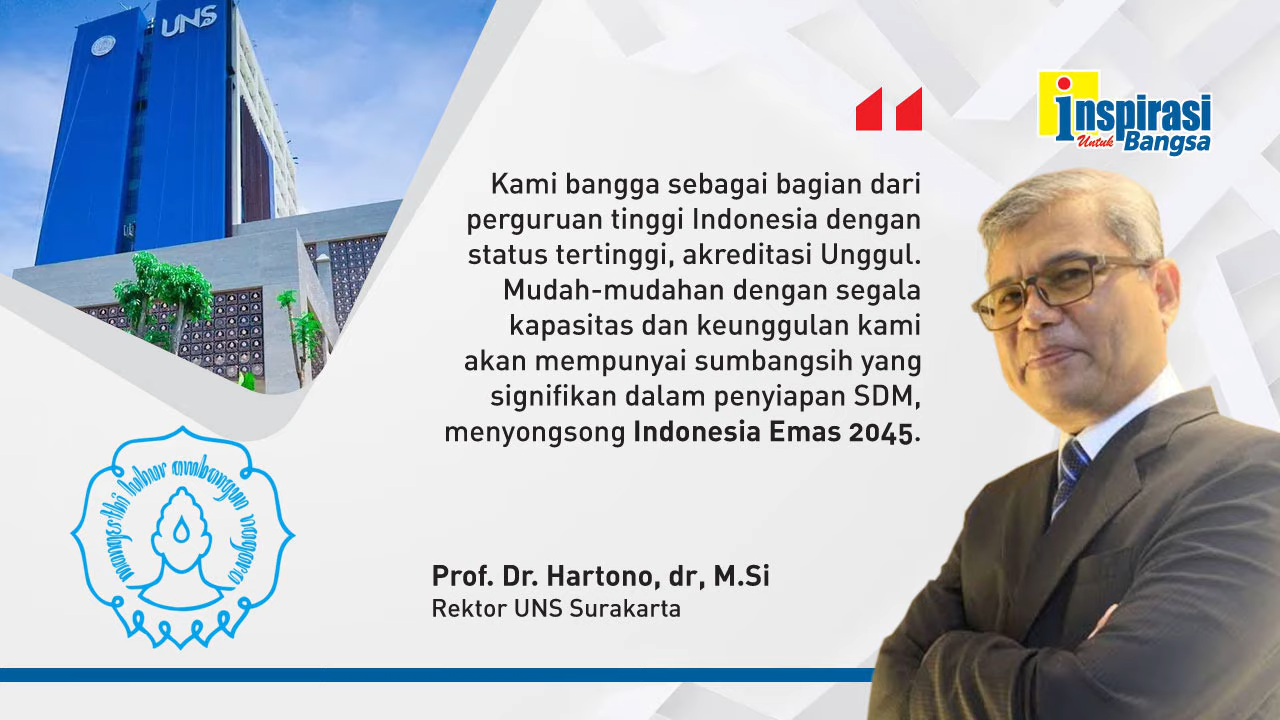 UNS
inspirasi
Untuk Bangsa
Kami bangga sebagai bagian dari
perguruan tinggi Indonesia dengan
status tertinggi, akreditasi Unggul.
Mudah-mudahan dengan segala
kapasitas dan keunggulan kami
akan mempunyai sumbangsih yang
signifikan dalam penyiapan SDM,
menyongsong Indonesia Emas 2045.
mangesthi luhur ambangun nagara
Prof. Dr. Hartono, dr, M.Si
Rektor UNS Surakarta